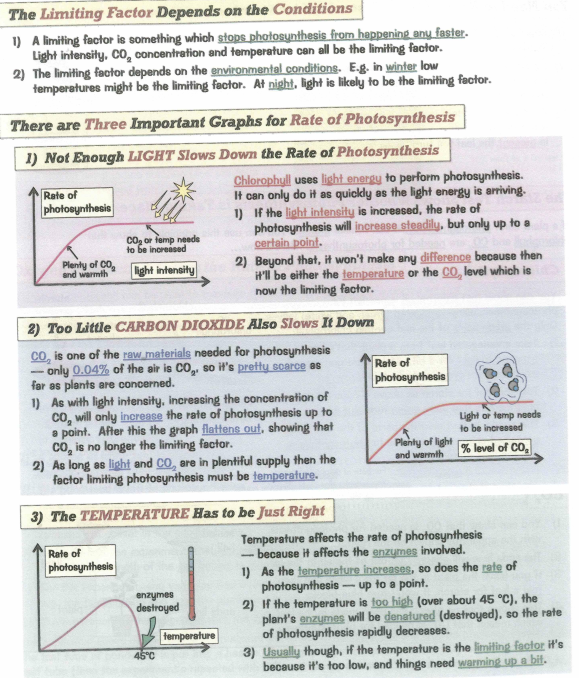 The Limiting Factor Depends on the Conditions
1) A limiting factor is something which stops photosynthesis from happening any faster.
Light intensity, CO₂ concentration and temperature can all be the limiting factor.
2) The limiting factor depends on the environmental conditions. E.g. in winter low
temperatures might be the limiting factor. At night, light is likely to be the limiting factor.
There are Three Important Graphs for Rate of Photosynthesis
1) Not Enough LIGHT Slows Down the Rate of Photosynthesis
Rate of
photosynthesis
CO₂ or temp needs
to be increased
Plenty of CO₂
and warmth
light intensity
Chlorophyll uses light energy to perform photosynthesis.
It can only do it as quickly as the light energy is arriving.
1) If the light intensity is increased, the rate of
photosynthesis will increase steadily, but only up to a
certain point.
2) Beyond that, it won't make any difference because then
it'll be either the temperature or the CO₂ level which is
now the limiting factor.
2) Too Little CARBON DIOXIDE Also Slows It Down
CO₂ is one of the raw materials needed for photosynthesis
— only 0.04% of the air is CO₂, so it's pretty scarce as
far as plants are concerned.
1) As with light intensity, increasing the concentration of
CO₂ will only increase the rate of photosynthesis up to
a point. After this the graph flattens out, showing that
CO₂ is no longer the limiting factor.
2) As long as light and CO₂ are in plentiful supply then the
factor limiting photosynthesis must be temperature.
Rate of
photosynthesis
Light or temp needs
to be increased
Plenty of light
and warmth
% level of CO₂
3) The TEMPERATURE Has to be Just Right
Rate of
photosynthesis
enzymes
destroyed
temperature
45°C
Temperature affects the rate of photosynthesis
— because it affects the enzymes involved.
1) As the temperature increases, so does the rate of
photosynthesis — up to a point.
2) If the temperature is too high (over about 45 °C), the
plant's enzymes will be denatured (destroyed), so the rate
of photosynthesis rapidly decreases.
3) Usually though, if the temperature is the limiting factor it's
because it's too low, and things need warming up a bit.